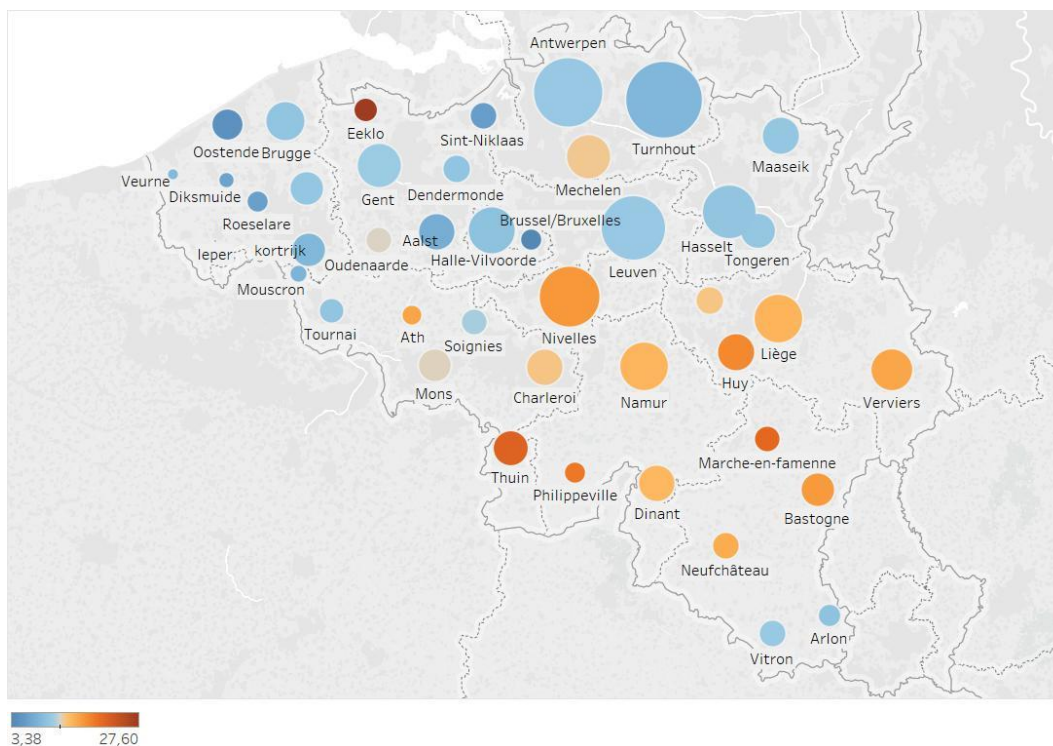 Antwerpen
Eeklo
Sint-Niklaas
Oostende
Brugge
Turnhout
Maaseik
Mechelen
Veurne
Diksmuide
Gent
Dendermonde
Roeselare
Brussel/Bruxelles
Ieper
kortrijk
Oudenaarde
Aalst
Halle-Vilvoorde
Leuven
Hasselt
Tongeren
Mouscron
Tournai
Ath
Soignies
Nivelles
Liège
Huy
Mons
Charleroi
Namur
Verviers
Marche-en-famenne
Thuin
Philippeville
Dinant
Bastogne
Neufchâteau
Arlon
Vitron
3,38
27,60